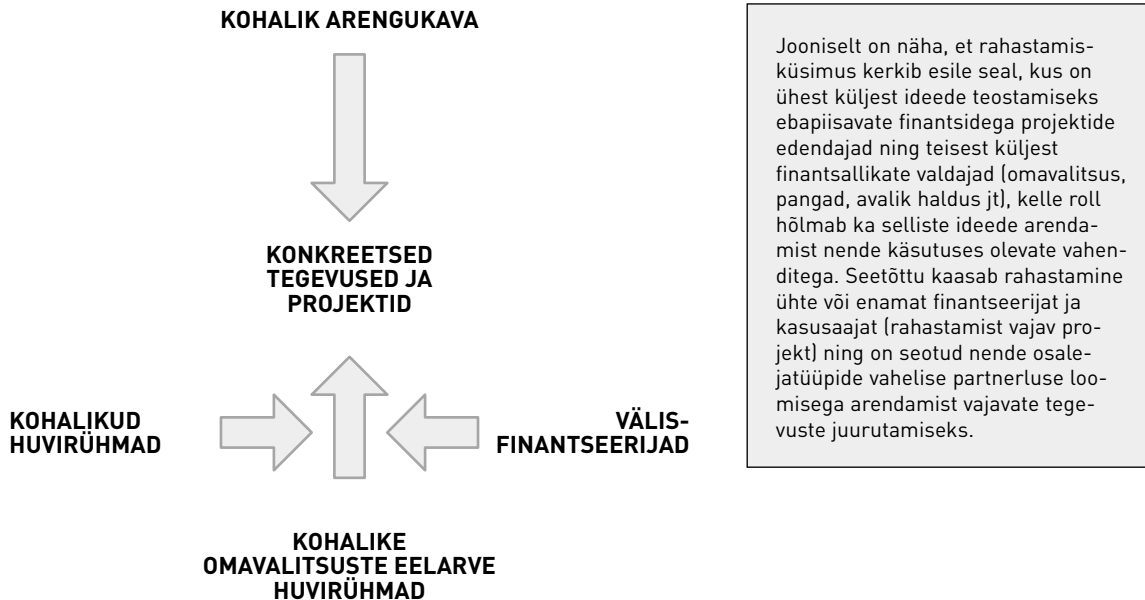 KOHALIK ARENGUKAVA
KONKREETSED
TEGEVUSED JA
PROJEKTID
KOHALIKUD
HUVIRÜHMAD
VÄLIS-
FINANTSEERIJAD
KOHALIKE
OMAVALITSUSTE EELARVE
HUVIRÜHMAD
Jooniselt on näha, et rahastamis-
küsimus kerkib esile seal, kus on
ühest küljest ideede teostamiseks
ebapiisavate finantsidega projektide
edendajad ning teisest küljest
finantsallikate valdajad (omavalitsus,
pangad, avalik haldus jt), kelle roll
hõlmab ka selliste ideede arenda-
mist nende käsutuses olevate vahen-
ditega. Seetõttu kaasab rahastamine
ühte või enamat finantseerijat ja
kasusaajat (rahastamist vajav pro-
jekt) ning on seotud nende osale-
jatüüpide vahelise partnerluse loo-
misega arendamist vajavate tege-
vuste juurutamiseks.